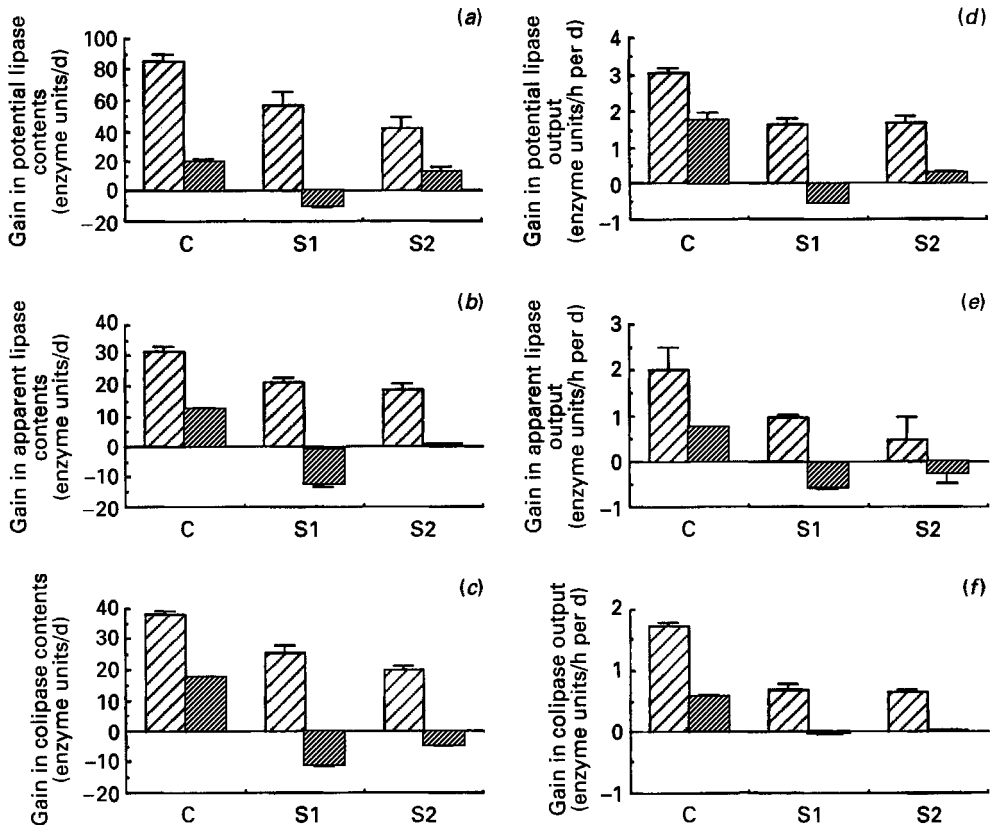 (a)
Gain in potential lipase
contents
(enzyme units/d)
100
80
60
40
20
0
−20
C S1 S2
(d)
Gain in potential lipase
output
(enzyme units/h per d)
4
3
2
1
0
−1
C S1 S2
(b)
Gain in apparent lipase
contents
(enzyme units/d)
40
30
20
10
0
−10
−20
C S1 S2
(e)
Gain in apparent lipase
output
(enzyme units/h per d)
3
2
1
0
−1
C S1 S2
(c)
Gain in colipase contents
(enzyme units/d)
40
30
20
10
0
−10
−20
C S1 S2
(f)
Gain in colipase output
(enzyme units/h per d)
2
1
0
−1
C S1 S2